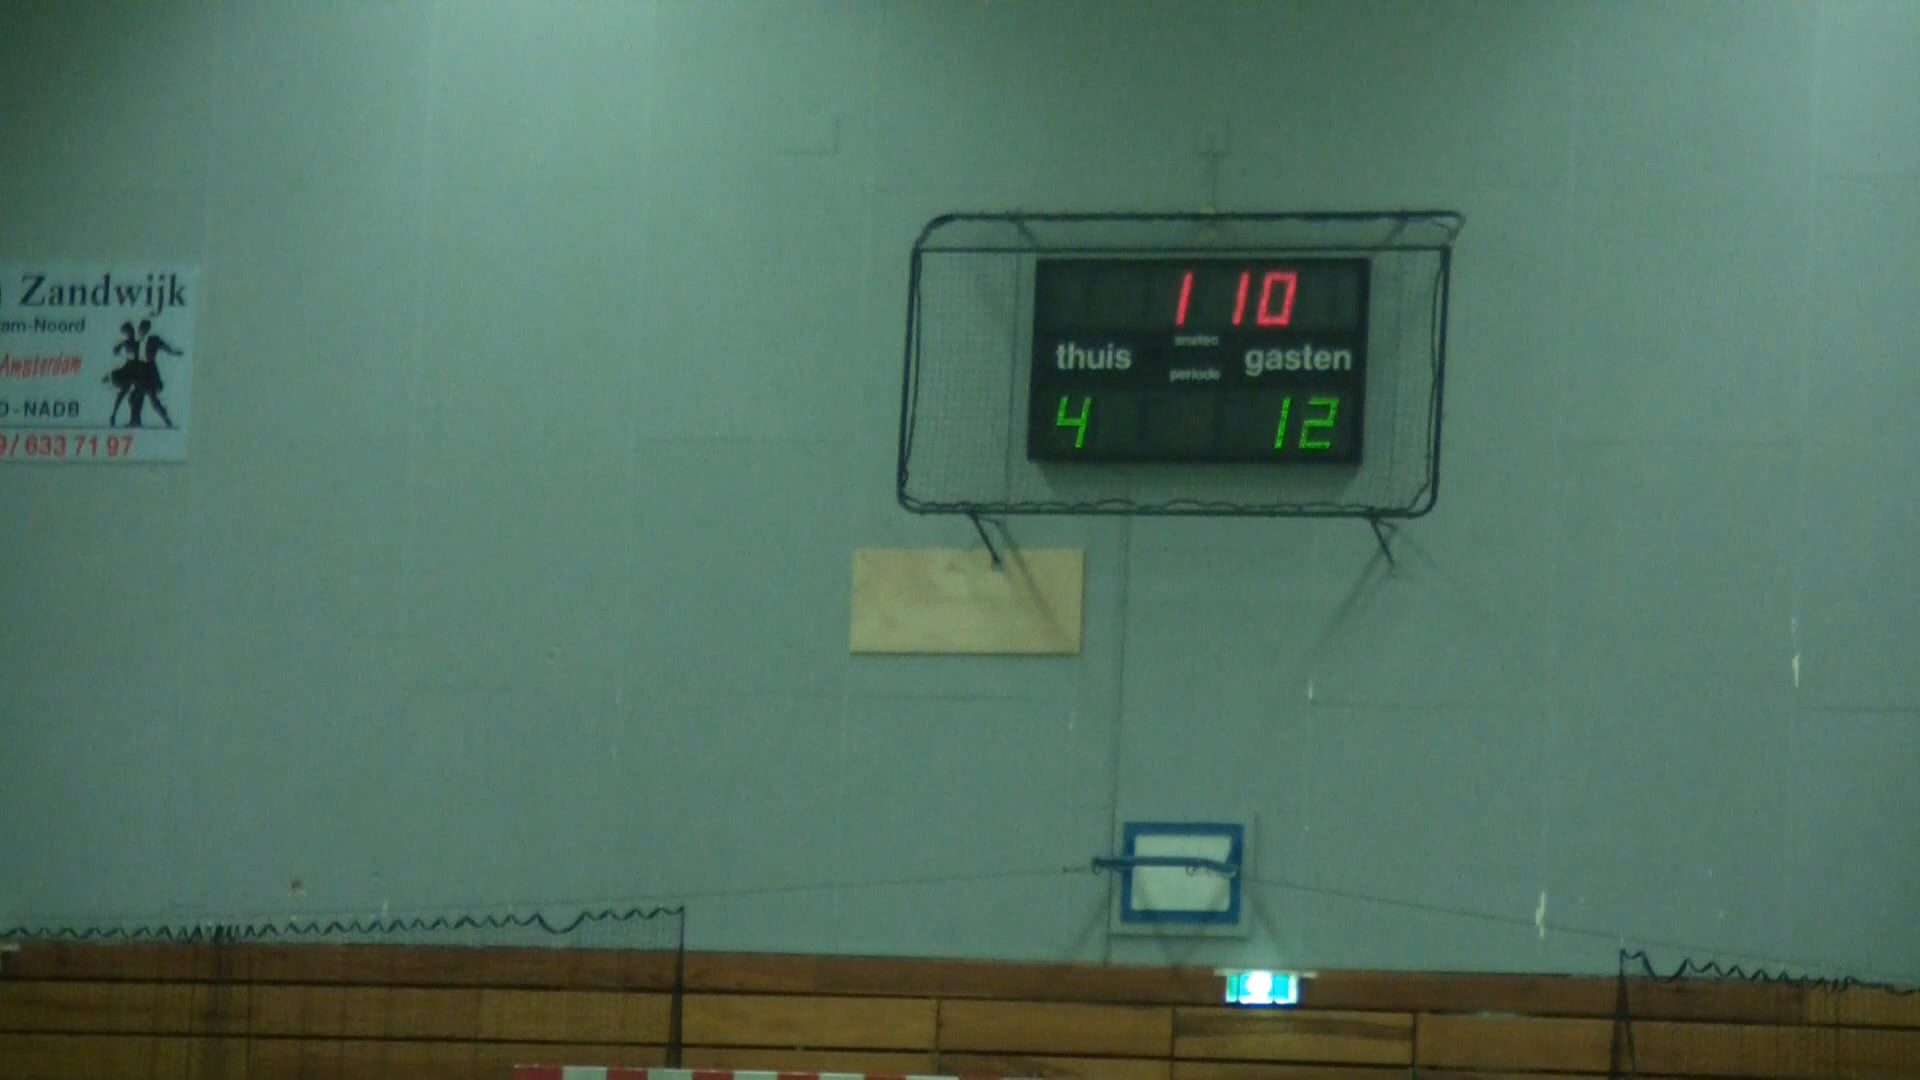 Zandwijk
am-Noord
Amsterdam
D-NADB
9/ 633 71 97
1 10
thuis
gasten
periode
4
12